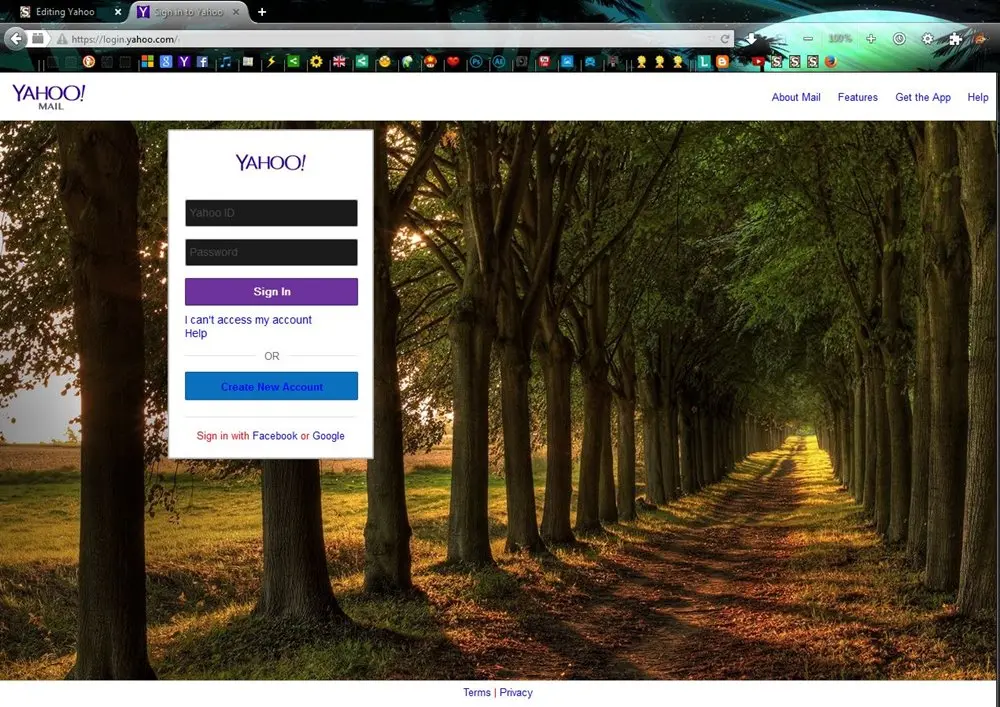 Editing Yahoo
Sign in to Yahoo
https://login.yahoo.com/
100%
YAHOO!
MAIL
About Mail
Features
Get the App
Help
YAHOO!
Yahoo ID
Password
Sign In
I can't access my account
Help
OR
Create New Account
Sign in with Facebook or Google
Terms | Privacy